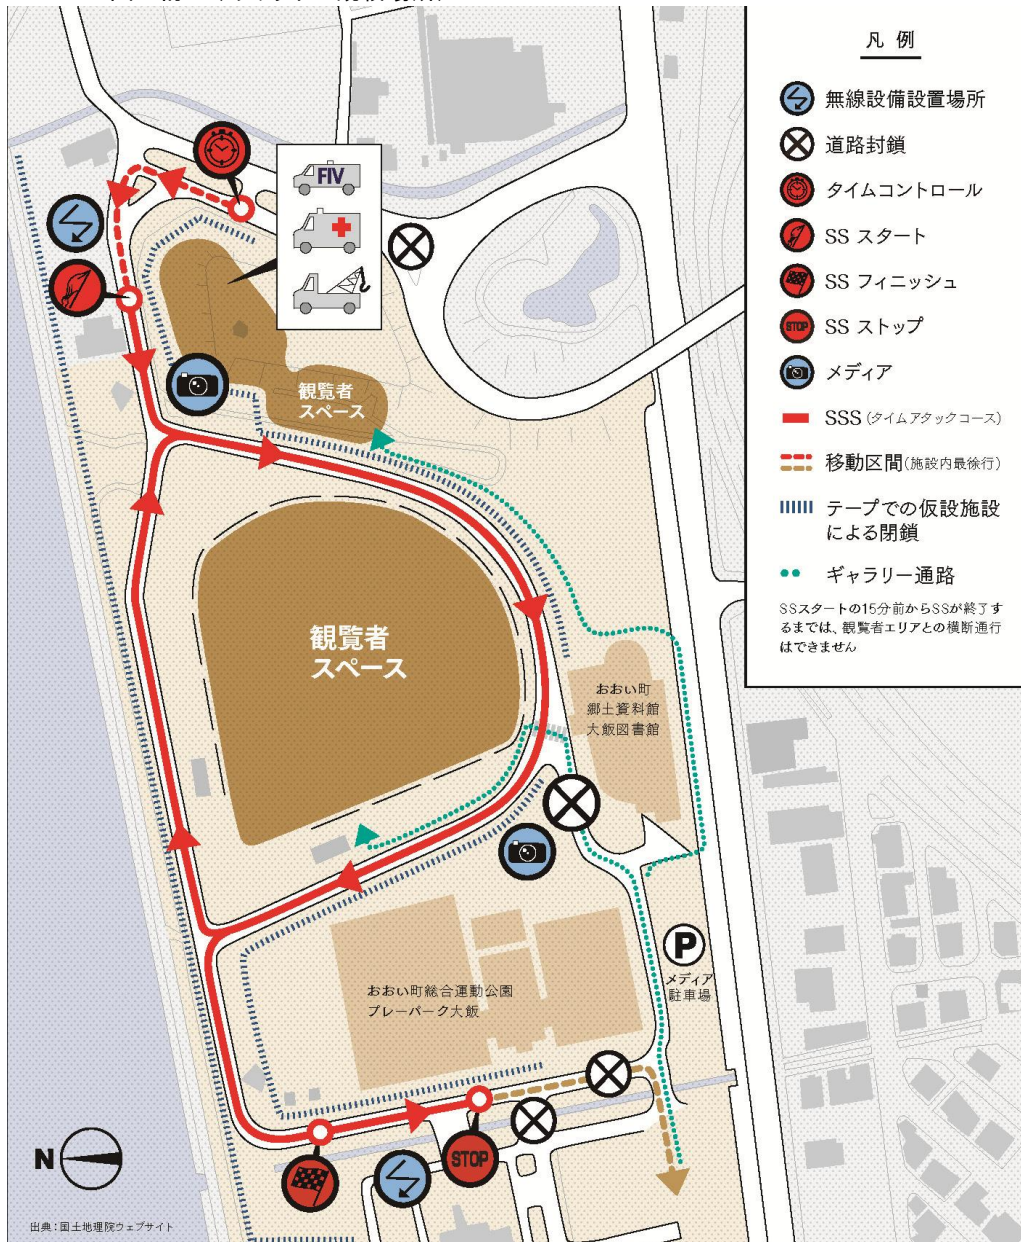 凡 例
無線設備設置場所
道路封鎖
タイムコントロール
SS スタート
SS フィニッシュ
STOP
SS ストップ
メディア
SSS (タイムアタックコース)
移動区間(施設内最徐行)
テープでの仮設施設
による閉鎖
ギャラリー通路
SSスタートの15分前からSSが終了す
るまでは、観覧者エリアとの横断通行
はできません
FIV
観覧者
スペース
観覧者
スペース
おおい町
郷土資料館
大飯図書館
P
メディア
駐車場
おおい町総合運動公園
プレーパーク大飯
STOP
N
出典:国土地理院ウェブサイト